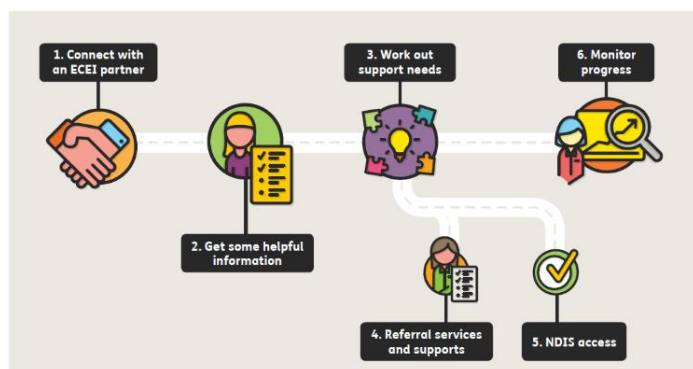 1. Connect with
an ECEI partner
2. Get some helpful
information
3. Work out
support needs
4. Referral services
and supports
5. NDIS access
6. Monitor
progress